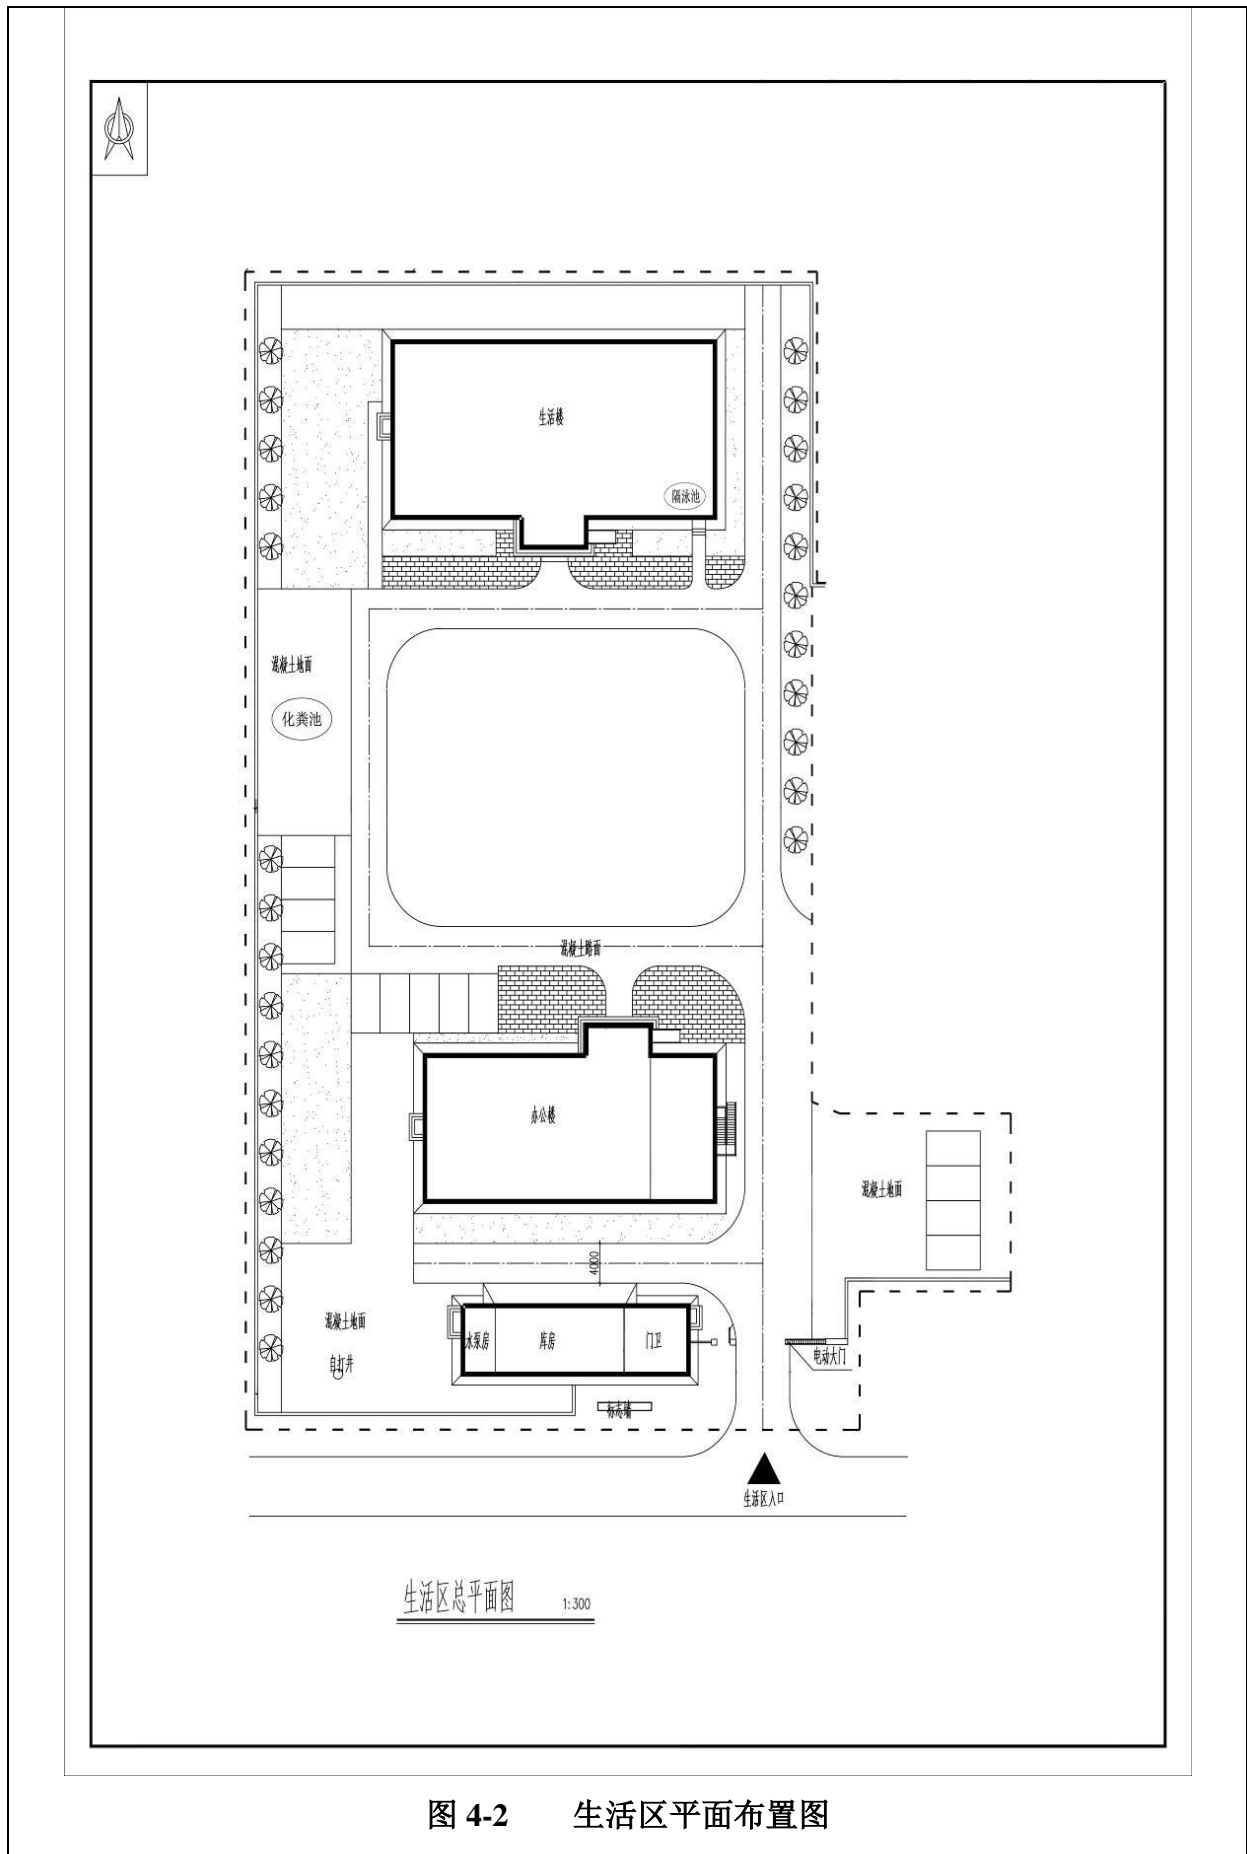 生活楼
隔泳池
混凝土地面
化粪池
混凝土路面
办公楼
混凝土地面
4000
混凝土地面
水泵房
库房
门卫
自打井
电动大门
标志墙
生活区入口
生活区总平面图 1:300
图 4-2 生活区平面布置图